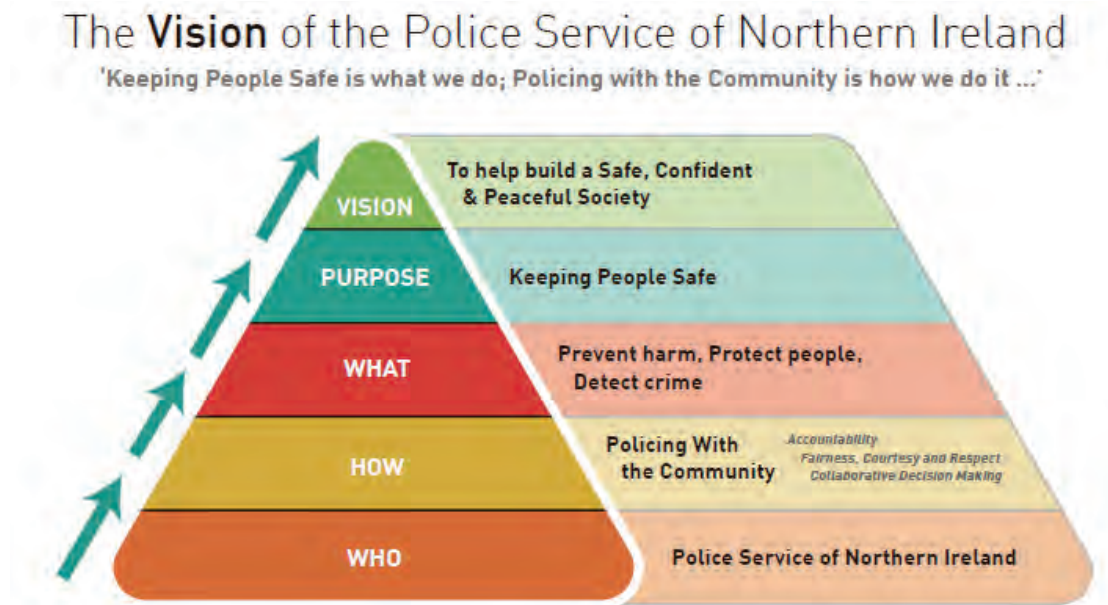 The Vision of the Police Service of Northern Ireland
'Keeping People Safe is what we do; Policing with the Community is how we do it ...'
VISION
To help build a Safe, Confident
& Peaceful Society
PURPOSE
Keeping People Safe
WHAT
Prevent harm, Protect people,
Detect crime
HOW
Policing With
the Community
Accountability
Fairness, Courtesy and Respect
Collaborative Decision Making
WHO
Police Service of Northern Ireland